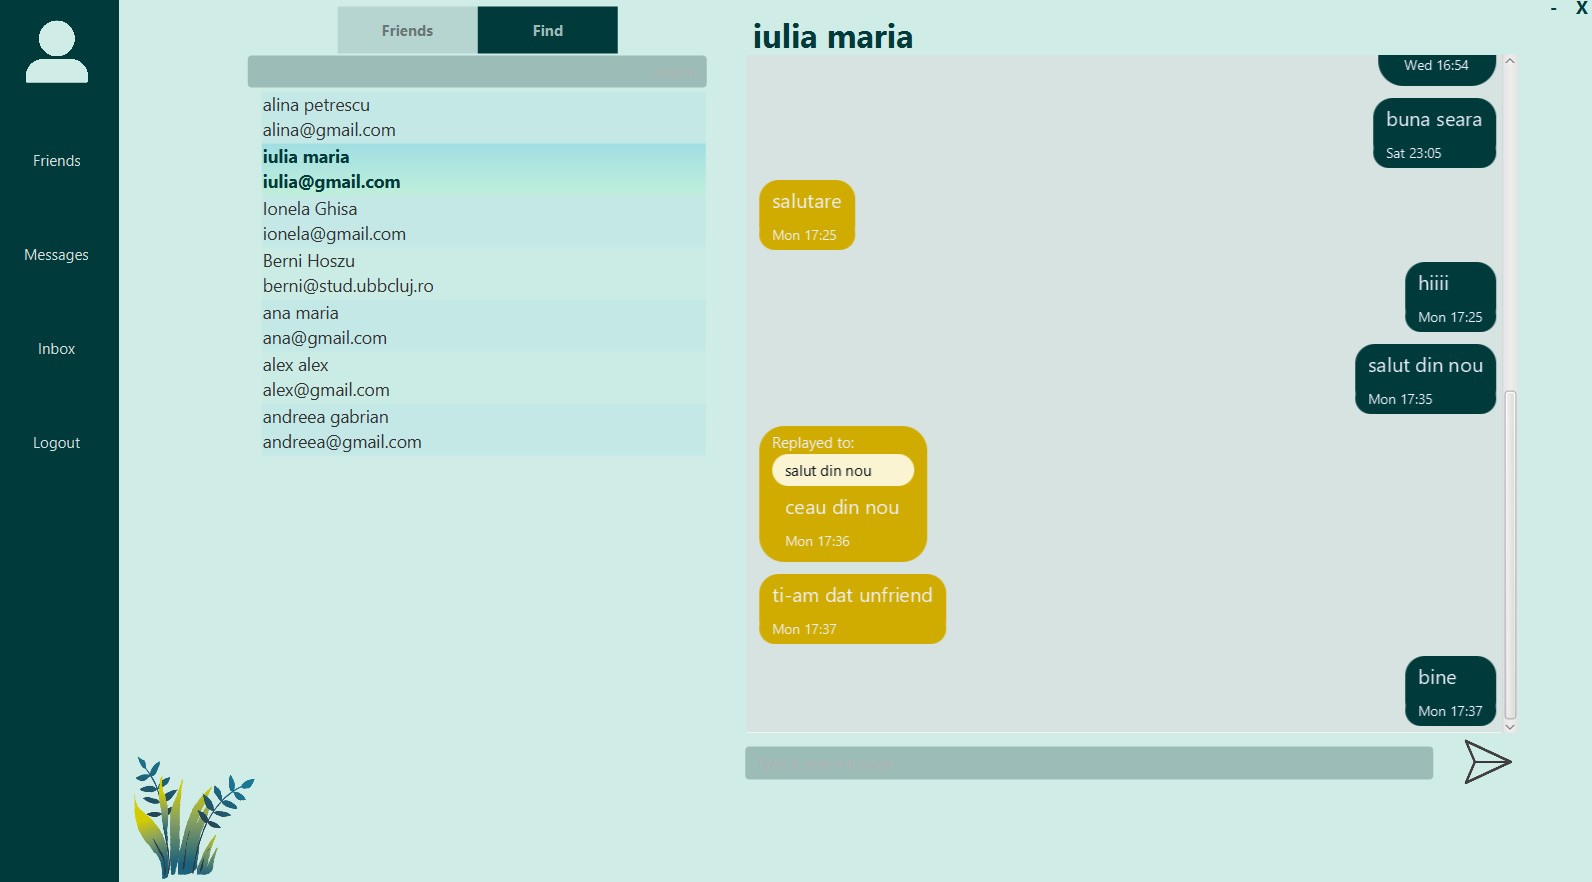 Friends
Messages
Inbox
Logout
Friends
Find
alina petrescu
alina@gmail.com
iulia maria
iulia@gmail.com
Ionela Ghisa
ionela@gmail.com
Berni Hoszu
berni@stud.ubbcluj.ro
ana maria
ana@gmail.com
alex alex
alex@gmail.com
andreea gabrian
andreea@gmail.com
- X
iulia maria
Wed 16:54
buna seara
Sat 23:05
salutare
Mon 17:25
hiiii
Mon 17:25
salut din nou
Mon 17:35
Replayed to:
salut din nou
ceau din nou
Mon 17:36
ti-am dat unfriend
Mon 17:37
bine
Mon 17:37